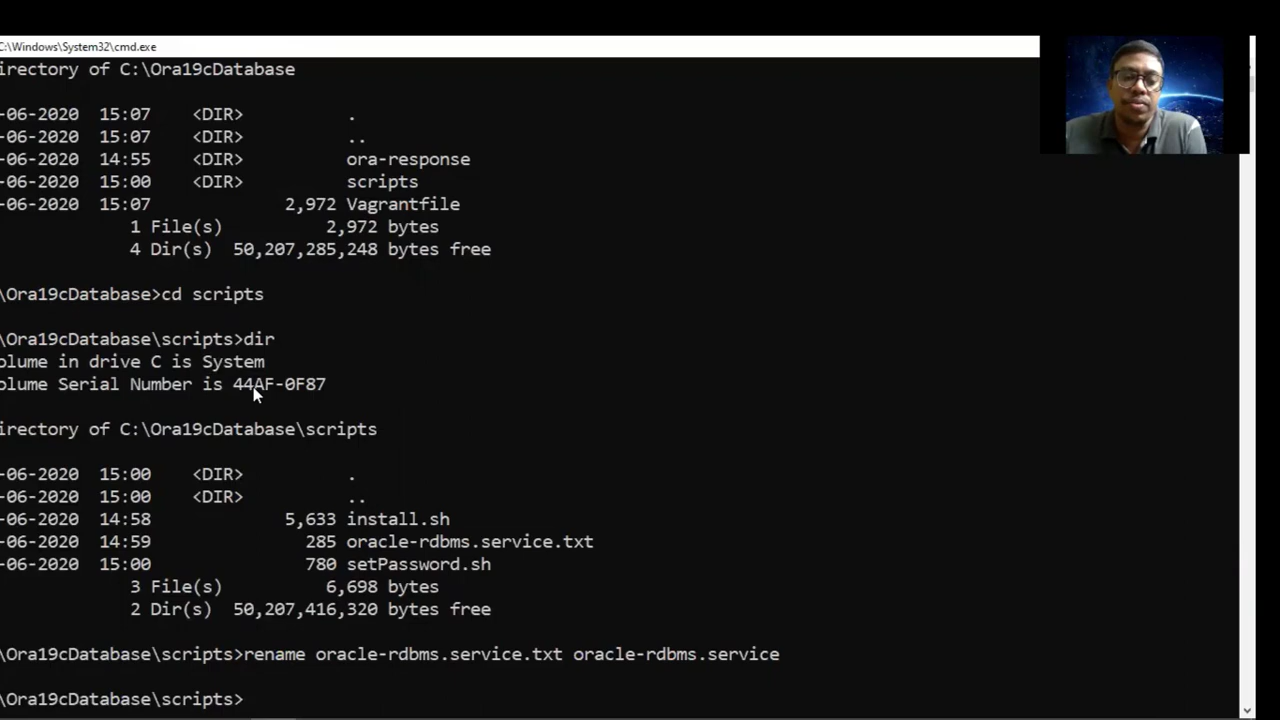 C:\Windows\System32\cmd.exe
irectory of C:\Ora19cDatabase
-06-2020 15:07 <DIR> .
-06-2020 15:07 <DIR> ..
-06-2020 14:55 <DIR> ora-response
-06-2020 15:00 <DIR> scripts
-06-2020 15:07 2,972 Vagrantfile
1 File(s) 2,972 bytes
4 Dir(s) 50,207,285,248 bytes free
\Ora19cDatabase>cd scripts
\Ora19cDatabase\scripts>dir
olume in drive C is System
olume Serial Number is 44AF-0F87
irectory of C:\Ora19cDatabase\scripts
-06-2020 15:00 <DIR> .
-06-2020 15:00 <DIR> ..
-06-2020 14:58 5,633 install.sh
-06-2020 14:59 285 oracle-rdbms.service.txt
-06-2020 15:00 780 setPassword.sh
3 File(s) 6,698 bytes
2 Dir(s) 50,207,416,320 bytes free
\Ora19cDatabase\scripts>rename oracle-rdbms.service.txt oracle-rdbms.service
\Ora19cDatabase\scripts>